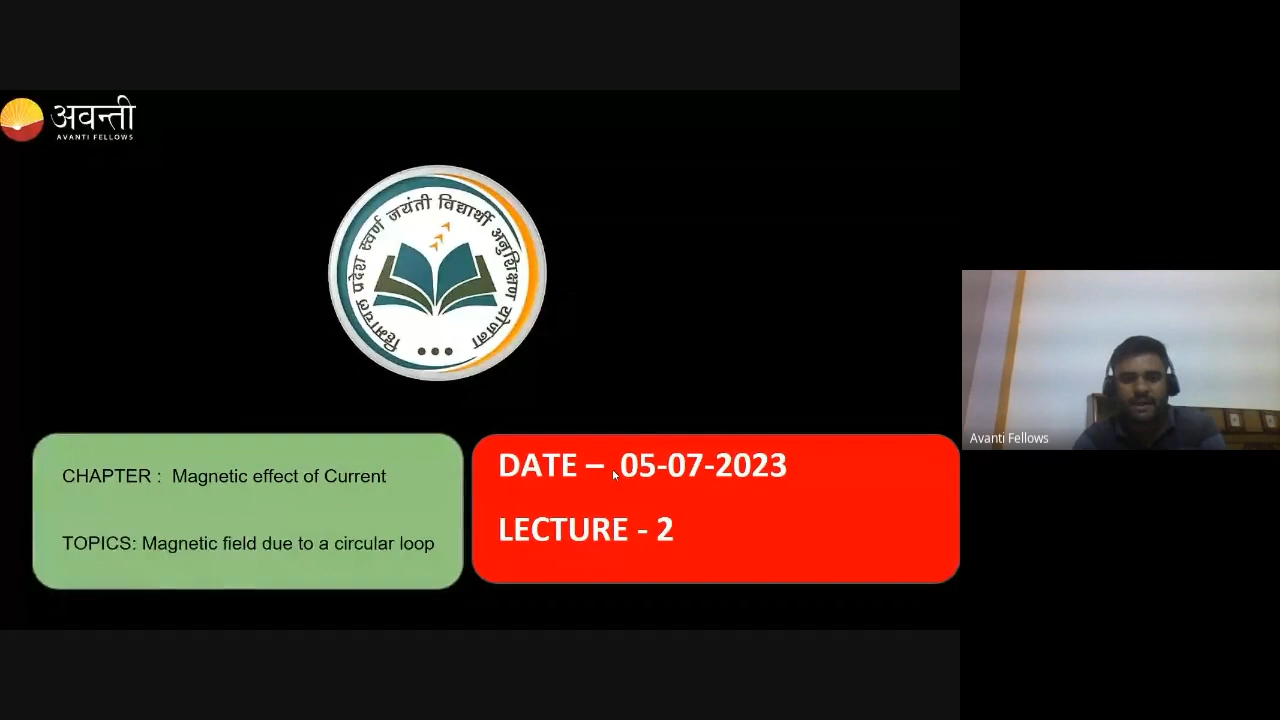 अवन्ती
AVANTI FELLOWS
हिमाचल प्रदेश स्वर्ण जयंती विद्यार्थी अनुशिक्षण योजना
CHAPTER : Magnetic effect of Current
TOPICS: Magnetic field due to a circular loop
DATE – 05-07-2023
LECTURE - 2
Avanti Fellows